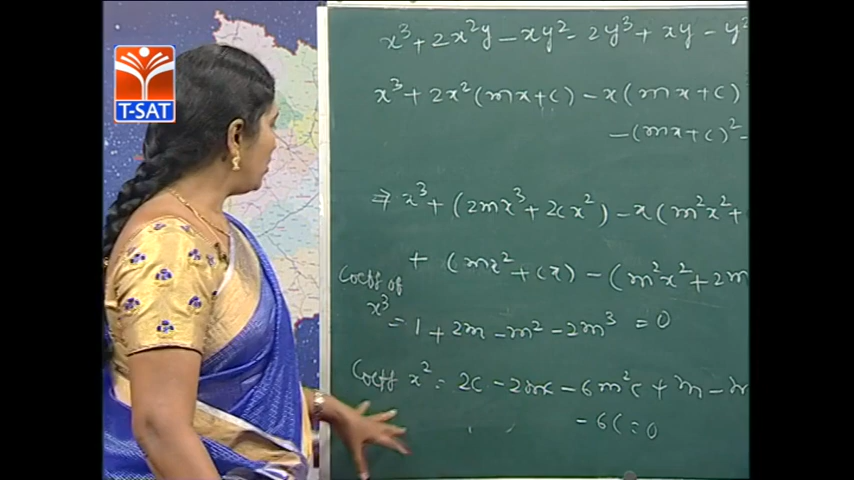 T-SAT
x³ + 2x²y - xy² - 2y³ + xy - y²
x³ + 2x²(mx+c) - x(mx+c)
-(mx+c)² -
⇒ x³ + (2mx³ + 2cx²) - x(m²x² +
+ (mx² + cx) - (m²x² + 2m
Coeff of
x³
= 1 + 2m - m² - 2m³ = 0
Coeff x² = 2c - 2mc - 6m²c + m -
- 6c = 0